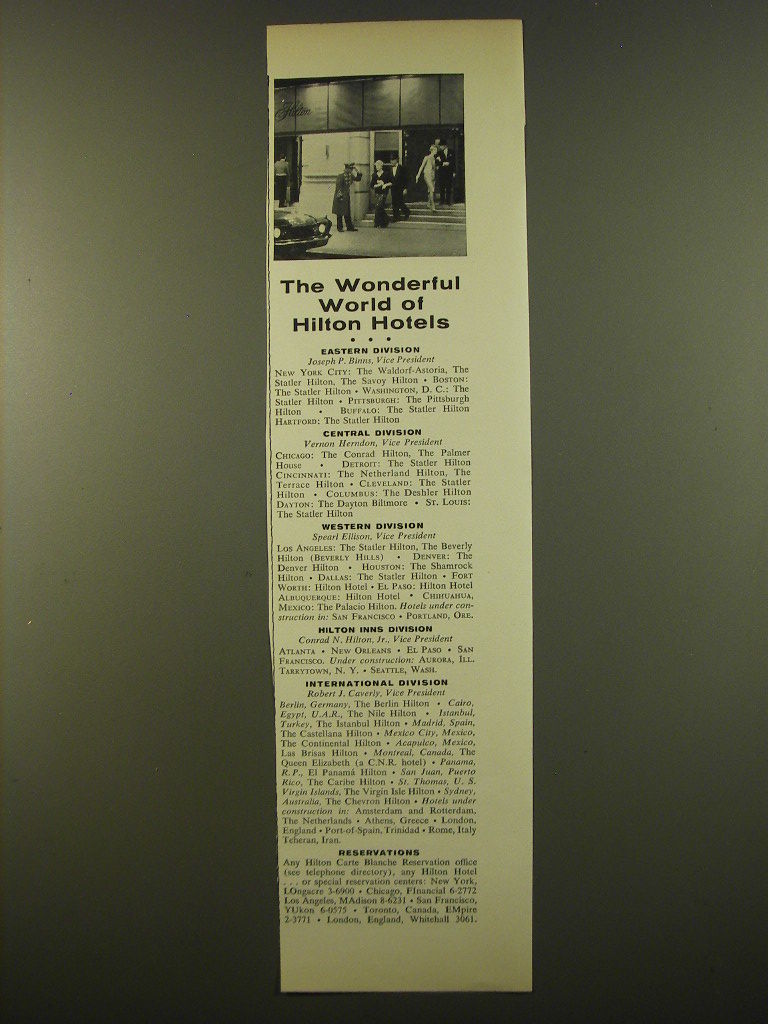 Hilton
The Wonderful
World of
Hilton Hotels
• • •
EASTERN DIVISION
Joseph P. Binns, Vice President
NEW YORK CITY: The Waldorf-Astoria, The
Statler Hilton, The Savoy Hilton • BOSTON:
The Statler Hilton • WASHINGTON, D. C.: The
Statler Hilton • PITTSBURGH: The Pittsburgh
Hilton • BUFFALO: The Statler Hilton
HARTFORD: The Statler Hilton
CENTRAL DIVISION
Vernon Herndon, Vice President
CHICAGO: The Conrad Hilton, The Palmer
House • DETROIT: The Statler Hilton
CINCINNATI: The Netherland Hilton, The
Terrace Hilton • CLEVELAND: The Statler
Hilton • COLUMBUS: The Deshler Hilton
DAYTON: The Dayton Biltmore • ST. LOUIS:
The Statler Hilton
WESTERN DIVISION
Spearl Ellison, Vice President
LOS ANGELES: The Statler Hilton, The Beverly
Hilton (BEVERLY HILLS) • DENVER: The
Denver Hilton • HOUSTON: The Shamrock
Hilton • DALLAS: The Statler Hilton • FORT
WORTH: Hilton Hotel • EL PASO: Hilton Hotel
ALBUQUERQUE: Hilton Hotel • CHIHUAHUA,
MEXICO: The Palacio Hilton. Hotels under con-
struction in: SAN FRANCISCO • PORTLAND, ORE.
HILTON INNS DIVISION
Conrad N. Hilton, Jr., Vice President
ATLANTA • NEW ORLEANS • EL PASO • SAN
FRANCISCO. Under construction: AURORA, ILL.
TARRYTOWN, N. Y. • SEATTLE, WASH.
INTERNATIONAL DIVISION
Robert J. Caverly, Vice President
Berlin, Germany, The Berlin Hilton • Cairo,
Egypt, U.A.R., The Nile Hilton • Istanbul,
Turkey, The Istanbul Hilton • Madrid, Spain,
The Castellana Hilton • Mexico City, Mexico,
The Continental Hilton • Acapulco, Mexico,
Las Brisas Hilton • Montreal, Canada, The
Queen Elizabeth (a C.N.R. hotel) • Panama,
R.P., El Panamá Hilton • San Juan, Puerto
Rico, The Caribe Hilton • St. Thomas, U. S.
Virgin Islands, The Virgin Isle Hilton • Sydney,
Australia, The Chevron Hilton • Hotels under
construction in: Amsterdam and Rotterdam,
The Netherlands • Athens, Greece • London,
England • Port-of-Spain, Trinidad • Rome, Italy
Teheran, Iran.
RESERVATIONS
Any Hilton Carte Blanche Reservation office
(see telephone directory), any Hilton Hotel
. . . or special reservation centers: New York,
LOngacre 3-6900 • Chicago, FInancial 6-2772
Los Angeles, MAdison 8-6231 • San Francisco,
YUkon 6-0575 • Toronto, Canada, EMpire
2-3771 • London, England, Whitehall 3061.